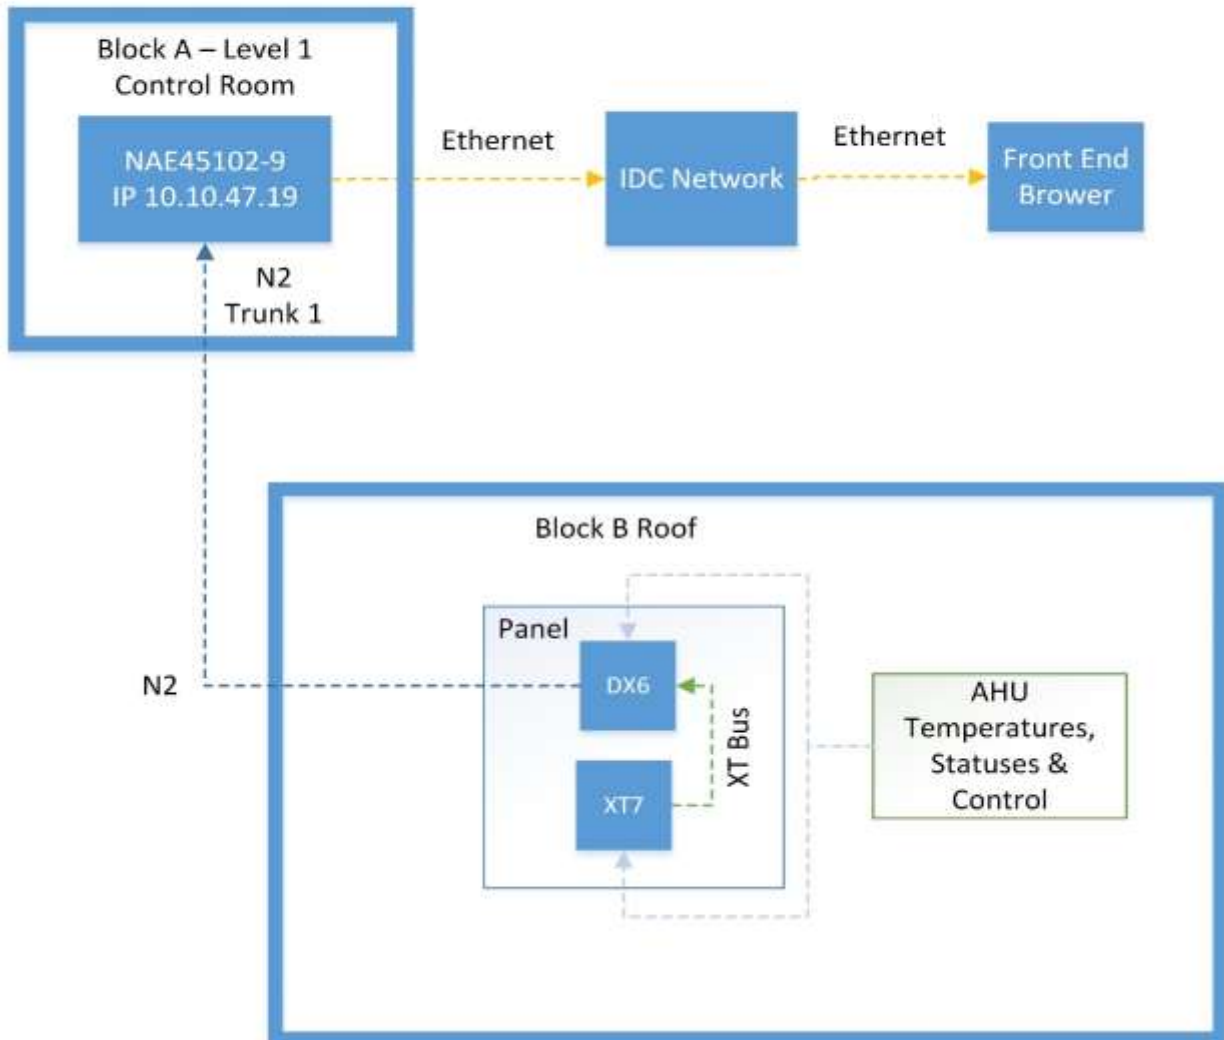 Block A – Level 1
Control Room
NAE45102-9
IP 10.10.47.19
N2
Trunk 1
Ethernet
IDC Network
Ethernet
Front End
Brower
Block B Roof
Panel
DX6
XT7
XT Bus
N2
AHU
Temperatures,
Statuses &
Control